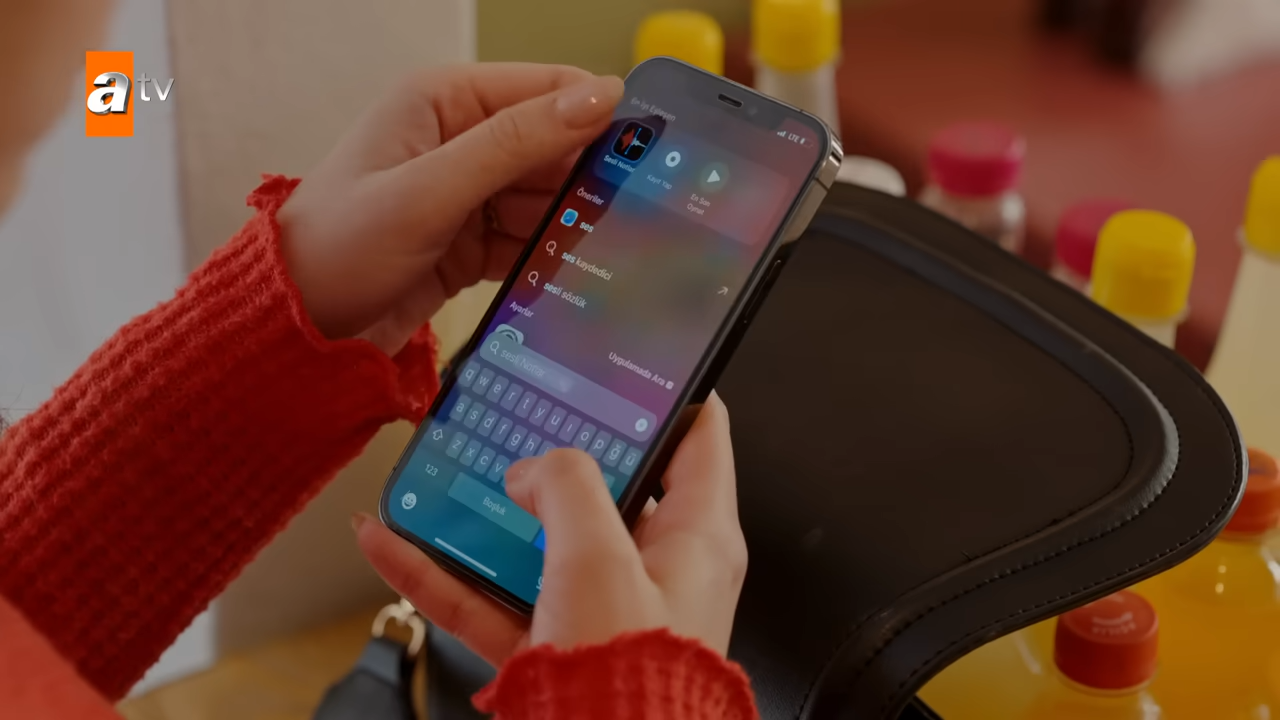 atv
En İyi Eşleşen
LTE
Sesli Notlar
Kayıt Yap
En Son
Oynat
Öneriler
ses
ses kaydedici
sesli sözlük
Ayarlar
Uygulamada Ara
sesli Notlar
q w e r t y u ı o p ğ ü
a s d f g h
z x c v
123
Boşluk